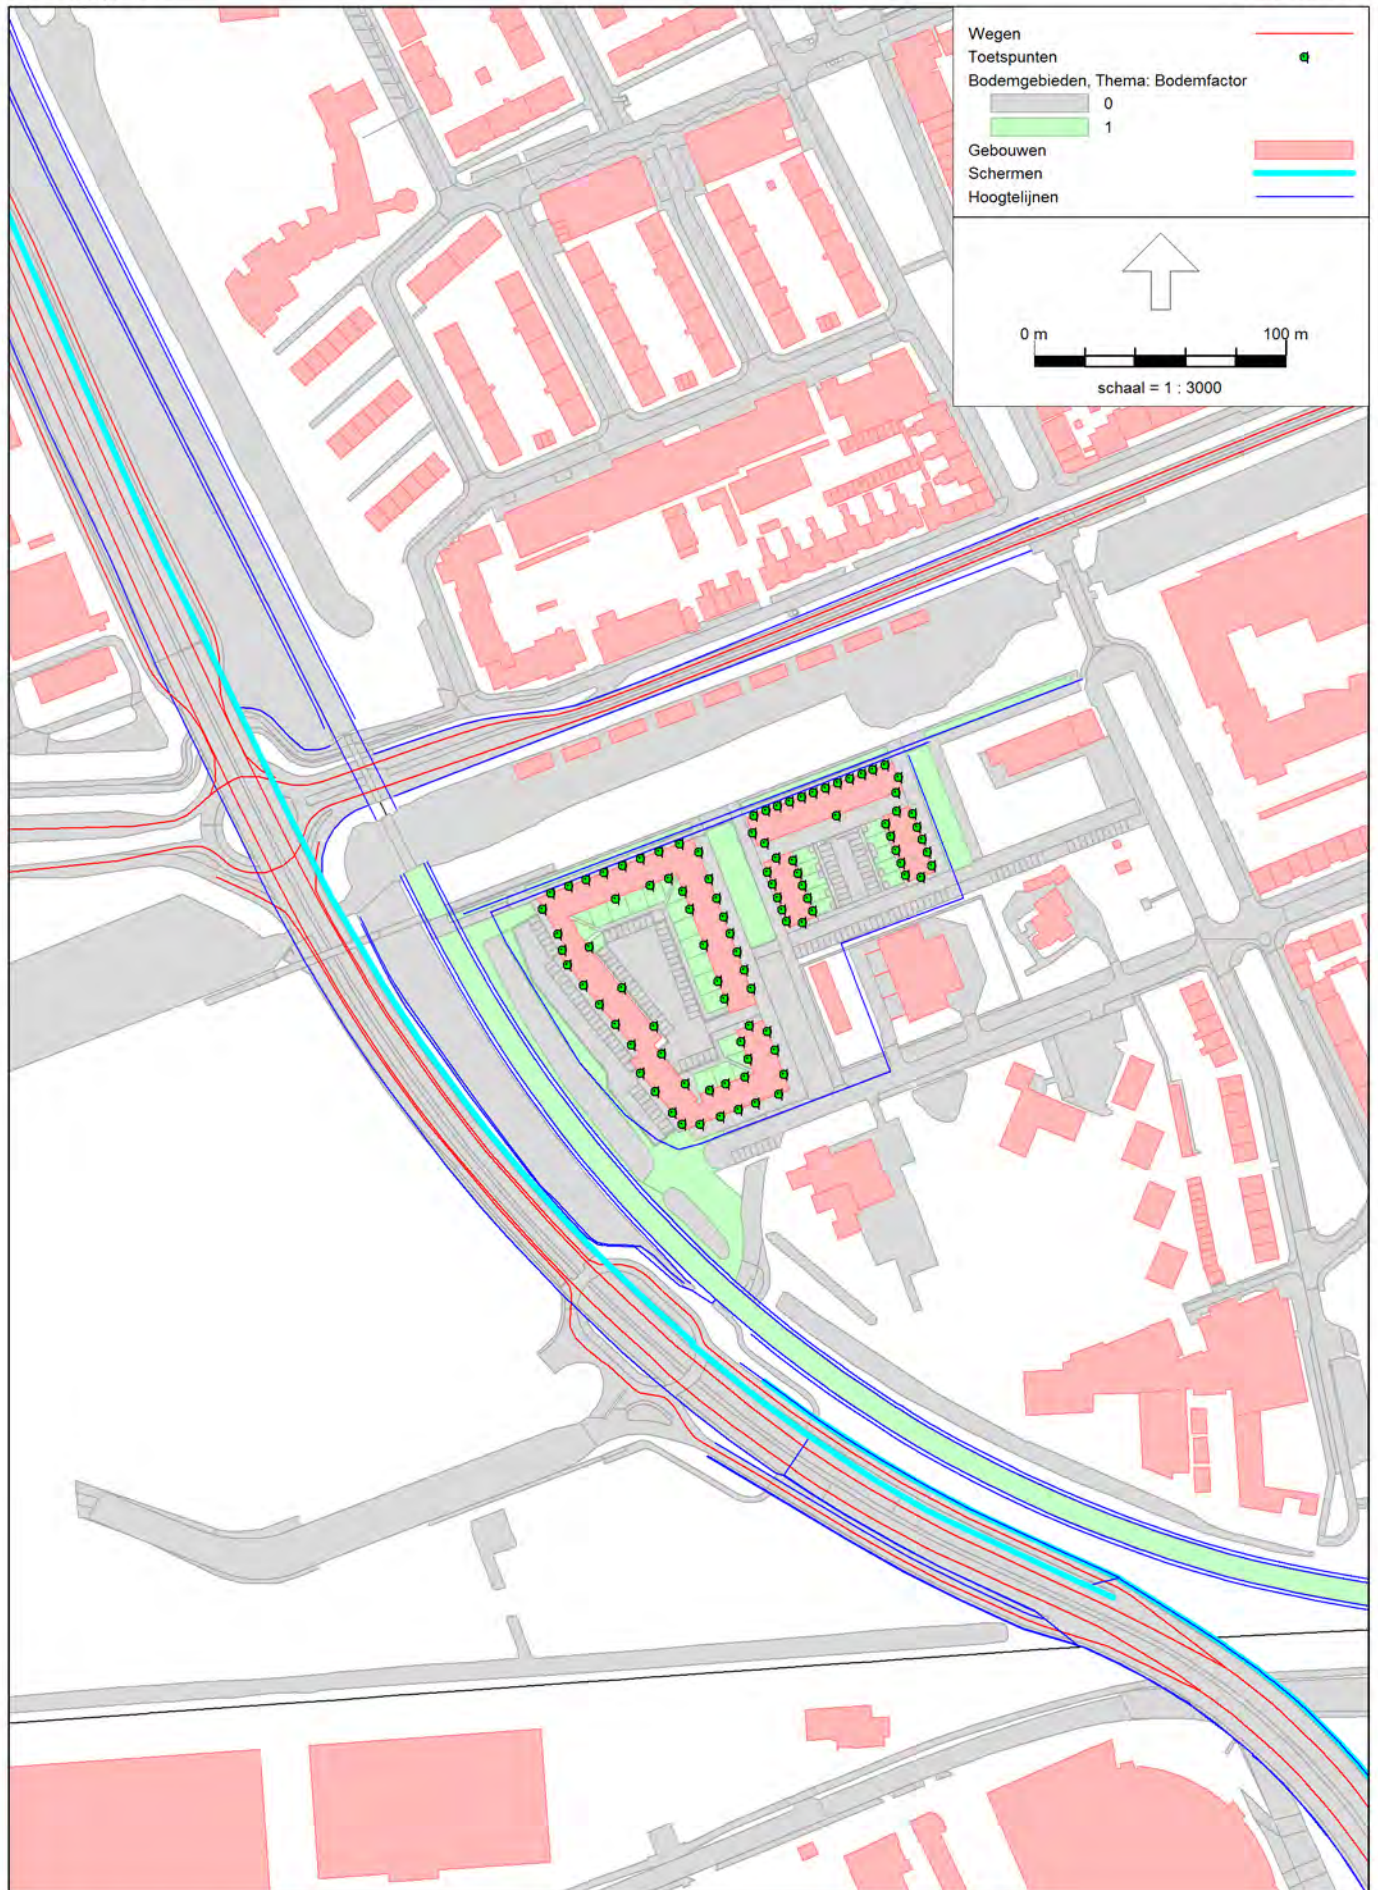 Wegen
Toetspunten
Bodemgebieden, Thema: Bodemfactor
0
1
Gebouwen
Schermen
Hoogtelijnen
0 m 100 m
schaal = 1 : 3000